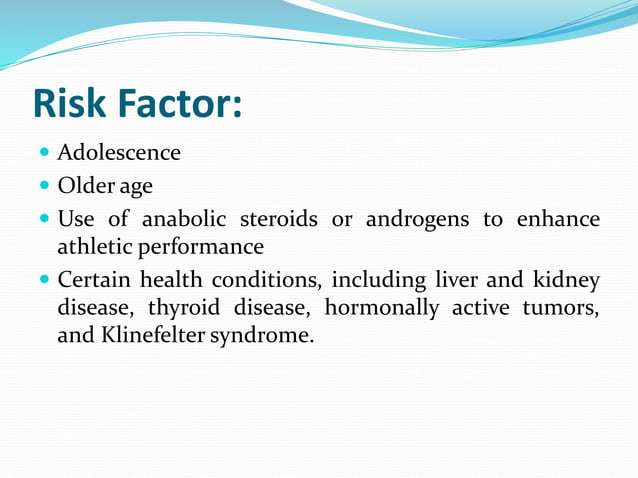 Risk Factor:
Adolescence
Older age
Use of anabolic steroids or androgens to enhance
athletic performance
Certain health conditions, including liver and kidney
disease, thyroid disease, hormonally active tumors,
and Klinefelter syndrome.